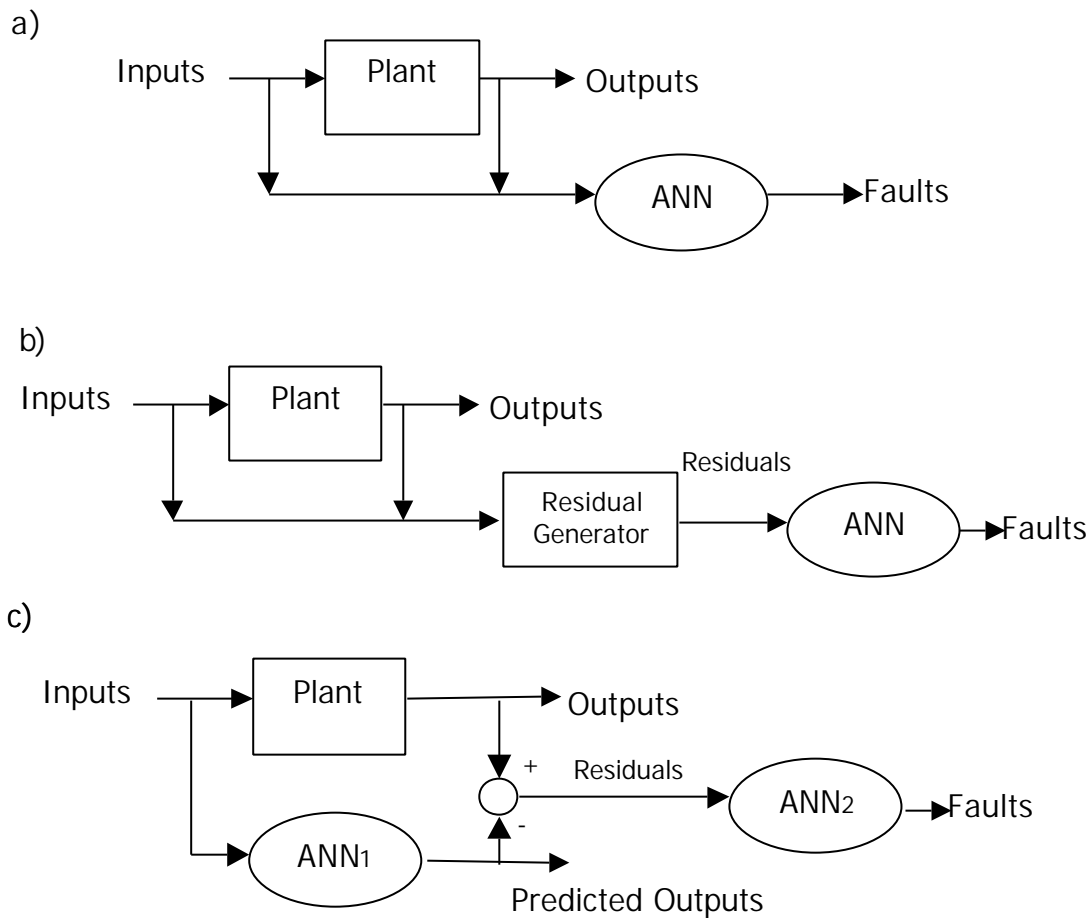 a)
Inputs
Plant
Outputs
ANN
Faults
b)
Inputs
Plant
Outputs
Residuals
Residual
Generator
ANN
Faults
c)
Inputs
Plant
Outputs
+
Residuals
ANN2
Faults
-
ANN1
Predicted Outputs